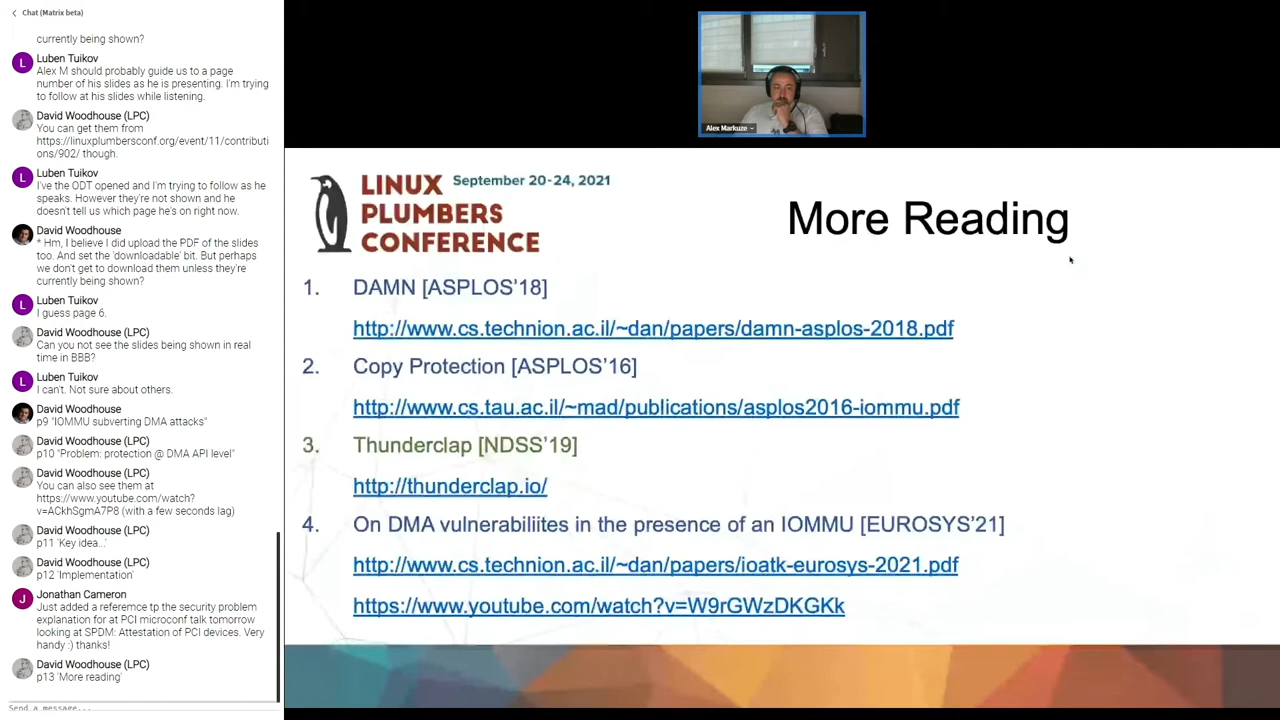 Chat (Matrix beta)
currently being shown?
L
Luben Tuikov
Alex M should probably guide us to a page
number of his slides as he is presenting. I'm trying
to follow at his slides while listening.
David Woodhouse (LPC)
You can get them from
https://linuxplumbersconf.org/event/11/contributi
ons/902/ though.
L
Luben Tuikov
I've the ODT opened and I'm trying to follow as he
speaks. However they're not shown and he
doesn't tell us which page he's on right now.
David Woodhouse
* Hm, I believe I did upload the PDF of the slides
too. And set the 'downloadable' bit. But perhaps
we don't get to download them unless they're
currently being shown?
L
Luben Tuikov
I guess page 6.
David Woodhouse (LPC)
Can you not see the slides being shown in real
time in BBB?
L
Luben Tuikov
I can't. Not sure about others.
David Woodhouse
p9 "IOMMU subverting DMA attacks"
David Woodhouse (LPC)
p10 "Problem: protection @ DMA API level"
David Woodhouse (LPC)
You can also see them at
https://www.youtube.com/watch?
v=ACkhSgmA7P8 (with a few seconds lag)
David Woodhouse (LPC)
p11 'Key idea...'
David Woodhouse (LPC)
p12 'Implementation'
J
Jonathan Cameron
Just added a referemce tp the security problem
explanation for at PCI microconf talk tomorrow
looking at SPDM: Attestation of PCI devices. Very
handy :) thanks!
David Woodhouse (LPC)
p13 'More reading'
Send a message...
Alex Markuze
LINUX
PLUMBERS
CONFERENCE
September 20-24, 2021
More Reading
1. DAMN [ASPLOS'18]
http://www.cs.technion.ac.il/~dan/papers/damn-asplos-2018.pdf
2. Copy Protection [ASPLOS'16]
http://www.cs.tau.ac.il/~mad/publications/asplos2016-iommu.pdf
3. Thunderclap [NDSS'19]
http://thunderclap.io/
4. On DMA vulnerabiliites in the presence of an IOMMU [EUROSYS'21]
http://www.cs.technion.ac.il/~dan/papers/ioatk-eurosys-2021.pdf
https://www.youtube.com/watch?v=W9rGWzDKGKk